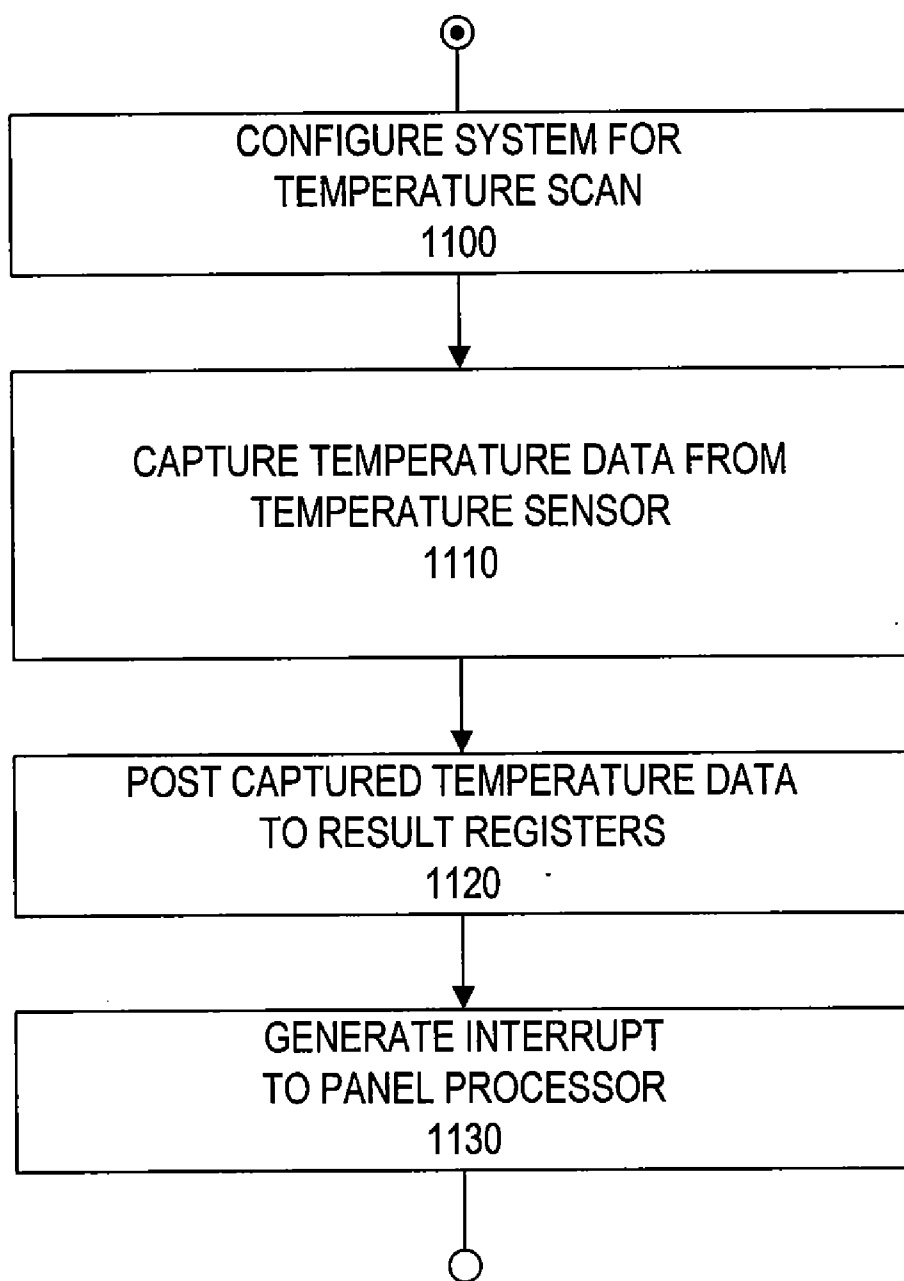 CONFIGURE SYSTEM FOR
TEMPERATURE SCAN
1100
CAPTURE TEMPERATURE DATA FROM
TEMPERATURE SENSOR
1110
POST CAPTURED TEMPERATURE DATA
TO RESULT REGISTERS
1120
GENERATE INTERRUPT
TO PANEL PROCESSOR
1130